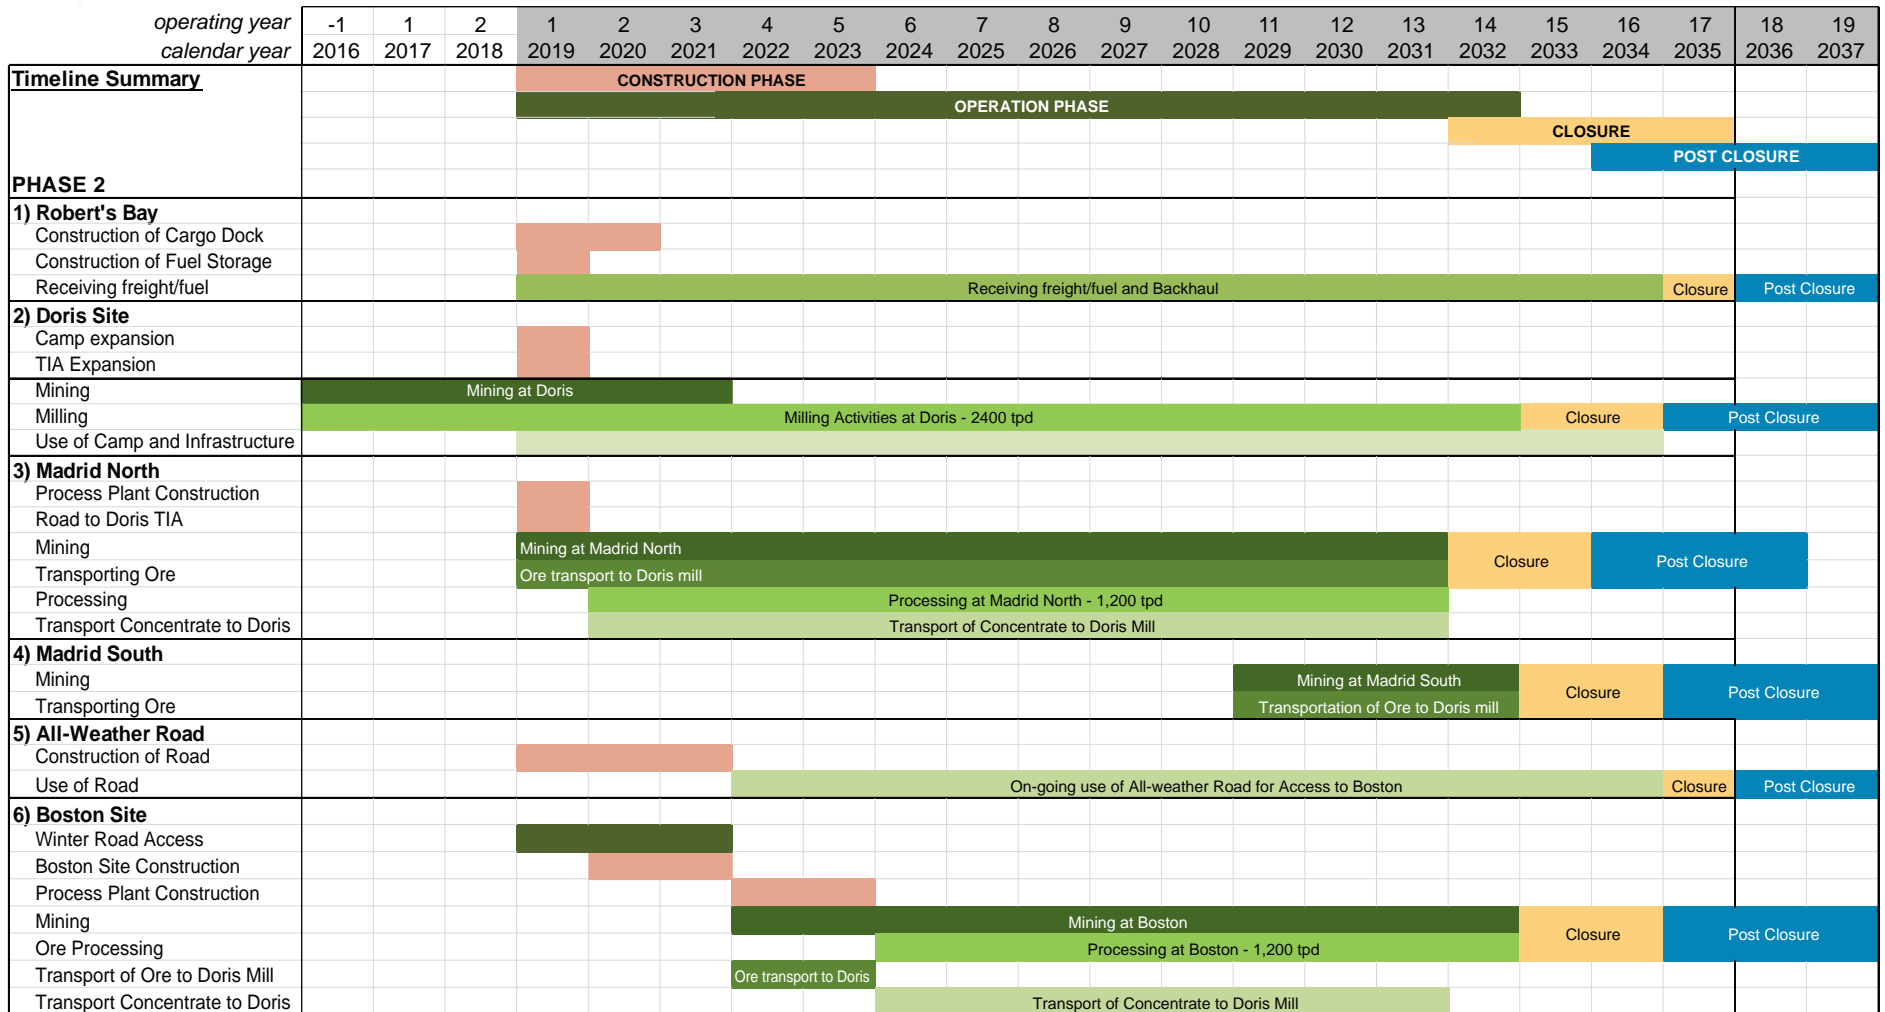 operating year -1 1 2 1 2 3 4 5 6 7 8 9 10 11 12 13 14 15 16 17 18 19
calendar year 2016 2017 2018 2019 2020 2021 2022 2023 2024 2025 2026 2027 2028 2029 2030 2031 2032 2033 2034 2035 2036 2037
Timeline Summary CONSTRUCTION PHASE
OPERATION PHASE
CLOSURE
POST CLOSURE
PHASE 2
1) Robert's Bay
Construction of Cargo Dock
Construction of Fuel Storage
Receiving freight/fuel Receiving freight/fuel and Backhaul Closure Post Closure
2) Doris Site
Camp expansion
TIA Expansion
Mining Mining at Doris
Milling Milling Activities at Doris - 2400 tpd Closure Post Closure
Use of Camp and Infrastructure
3) Madrid North
Process Plant Construction
Road to Doris TIA
Mining Mining at Madrid North
Closure Post Closure
Transporting Ore Ore transport to Doris mill
Processing Processing at Madrid North - 1,200 tpd
Transport Concentrate to Doris Transport of Concentrate to Doris Mill
4) Madrid South
Mining Mining at Madrid South
Closure Post Closure
Transporting Ore Transportation of Ore to Doris mill
5) All-Weather Road
Construction of Road
Use of Road On-going use of All-weather Road for Access to Boston Closure Post Closure
6) Boston Site
Winter Road Access
Boston Site Construction
Process Plant Construction
Mining Mining at Boston
Closure Post Closure
Ore Processing Processing at Boston - 1,200 tpd
Transport of Ore to Doris Mill Ore transport to Doris
Transport Concentrate to Doris Transport of Concentrate to Doris Mill